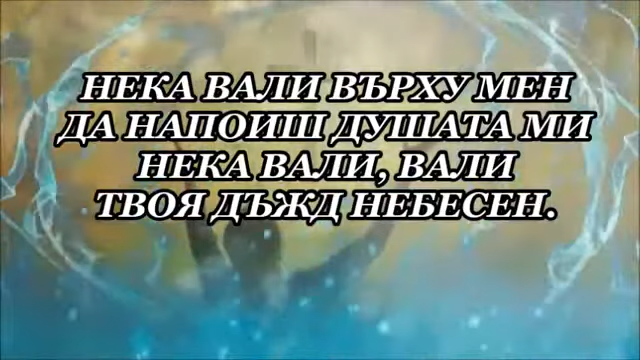 НЕКА ВАЛИ ВЪРХУ МЕН
ДА НАПОИШ ДУШАТА МИ
НЕКА ВАЛИ, ВАЛИ
ТВОЯ ДЪЖД НЕБЕСЕН.